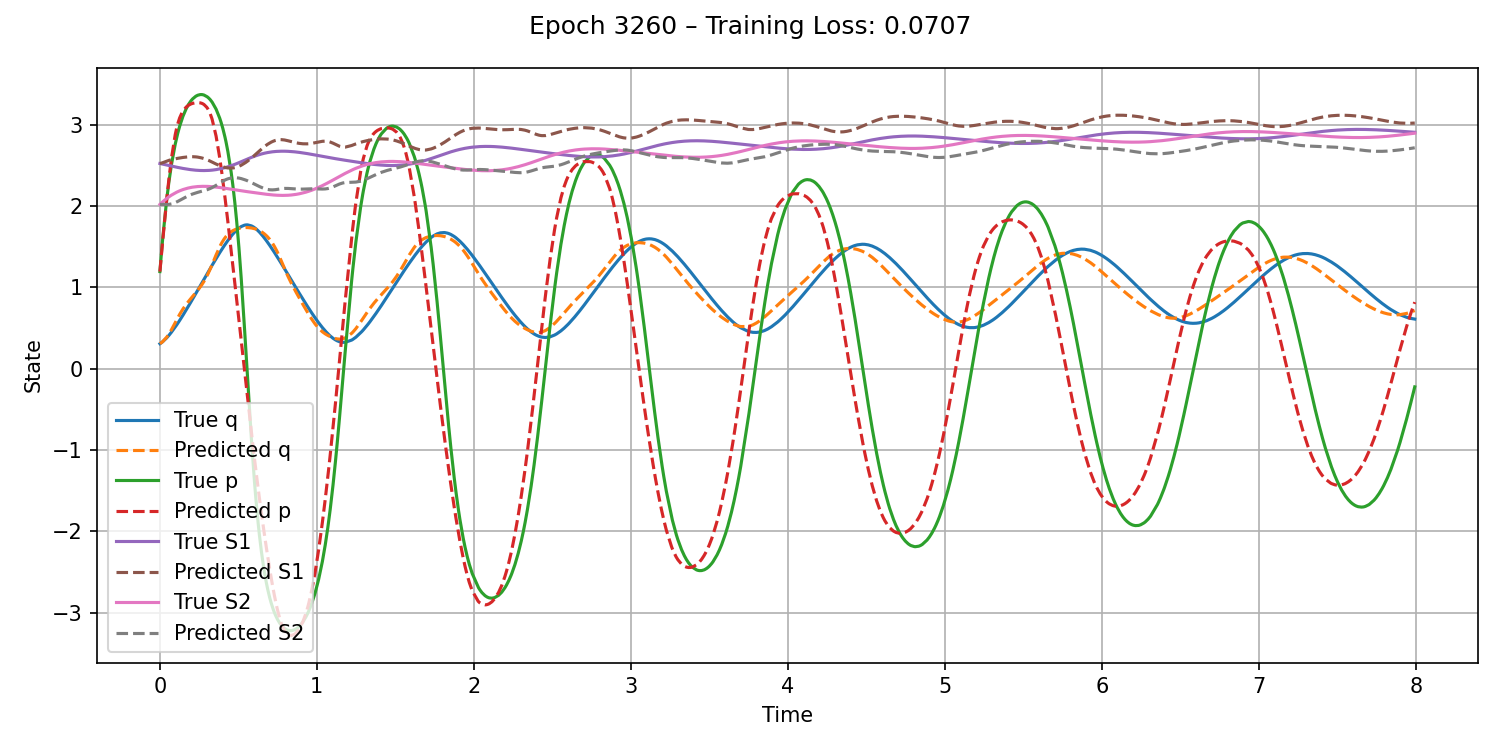 Epoch 3260 – Training Loss: 0.0707
State
3
2
1
0
−1
−2
−3
True q
Predicted q
True p
Predicted p
True S1
Predicted S1
True S2
Predicted S2
0 1 2 3 4 5 6 7 8
Time